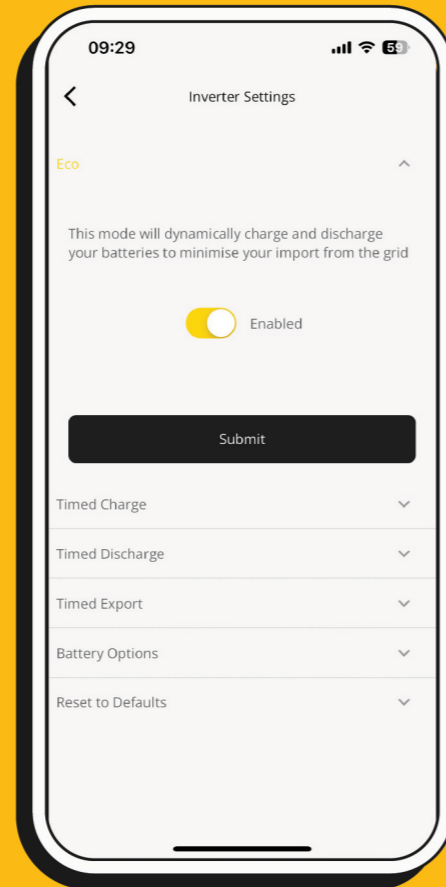 09:29
59
Inverter Settings
Eco
This mode will dynamically charge and discharge
your batteries to minimise your import from the grid
Enabled
Submit
Timed Charge
Timed Discharge
Timed Export
Battery Options
Reset to Defaults